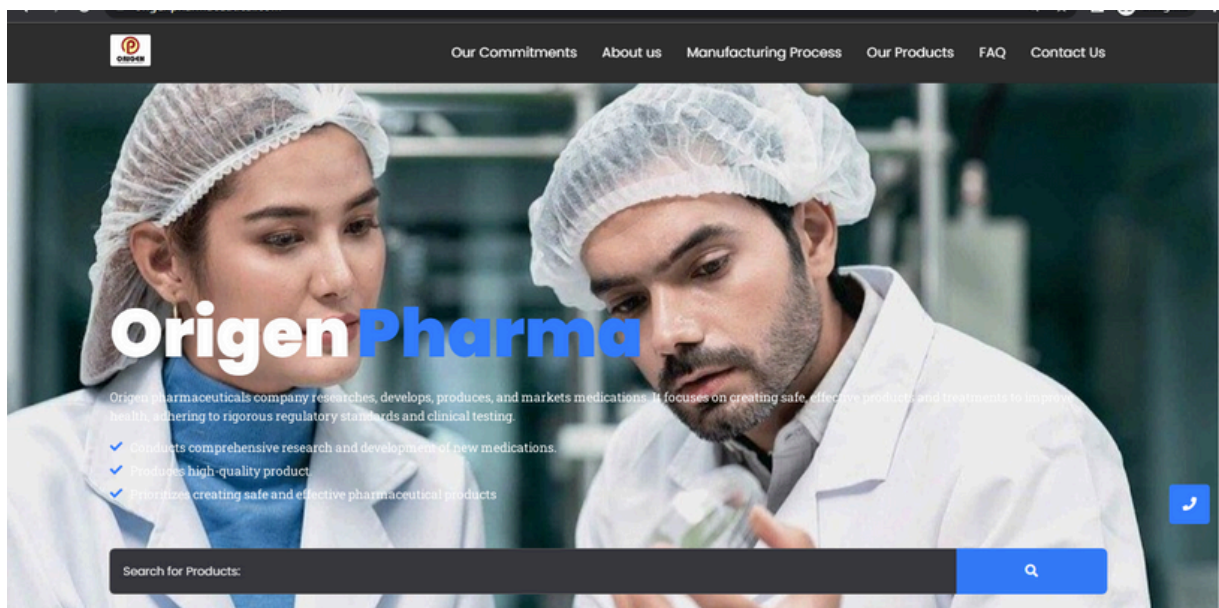 ORIGEN
Our Commitments About us Manufacturing Process Our Products FAQ Contact Us
OrigenPharma
Origen pharmaceuticals company researches, develops, produces, and markets medications. It focuses on creating safe, effective products and treatments to improve
health, adhering to rigorous regulatory standards and clinical testing.
Conducts comprehensive research and development of new medications.
Produces high-quality product.
Prioritizes creating safe and effective pharmaceutical products
Search for Products: